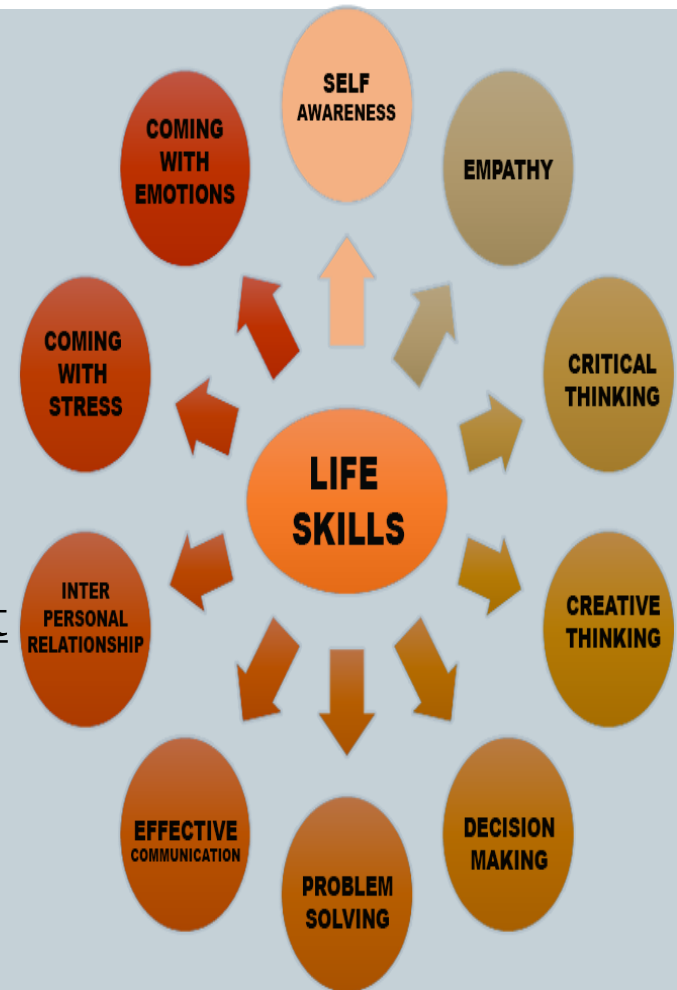 SELF
AWARENESS
EMPATHY
CRITICAL
THINKING
CREATIVE
THINKING
DECISION
MAKING
PROBLEM
SOLVING
EFFECTIVE
COMMUNICATION
INTER
PERSONAL
RELATIONSHIP
COMING
WITH
STRESS
COMING
WITH
EMOTIONS
LIFE
SKILLS